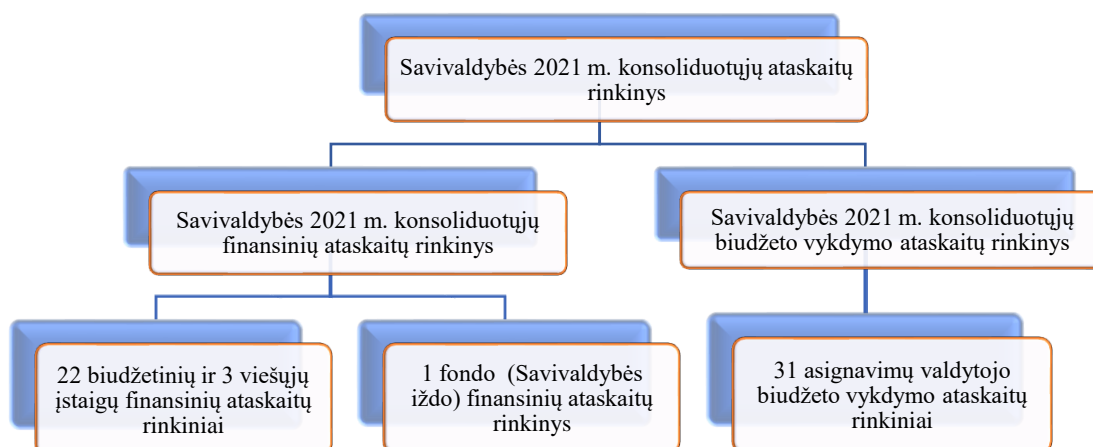 Savivaldybės 2021 m. konsoliduotųjų ataskaitų
rinkinys
Savivaldybės 2021 m. konsoliduotųjų
finansinių ataskaitų rinkinys
Savivaldybės 2021 m. konsoliduotųjų
biudžeto vykdymo ataskaitų rinkinys
22 biudžetinių ir 3 viešųjų
įstaigų finansinių ataskaitų
rinkiniai
1 fondo (Savivaldybės
iždo) finansinių ataskaitų
rinkinys
31 asignavimų valdytojo
biudžeto vykdymo ataskaitų
rinkiniai